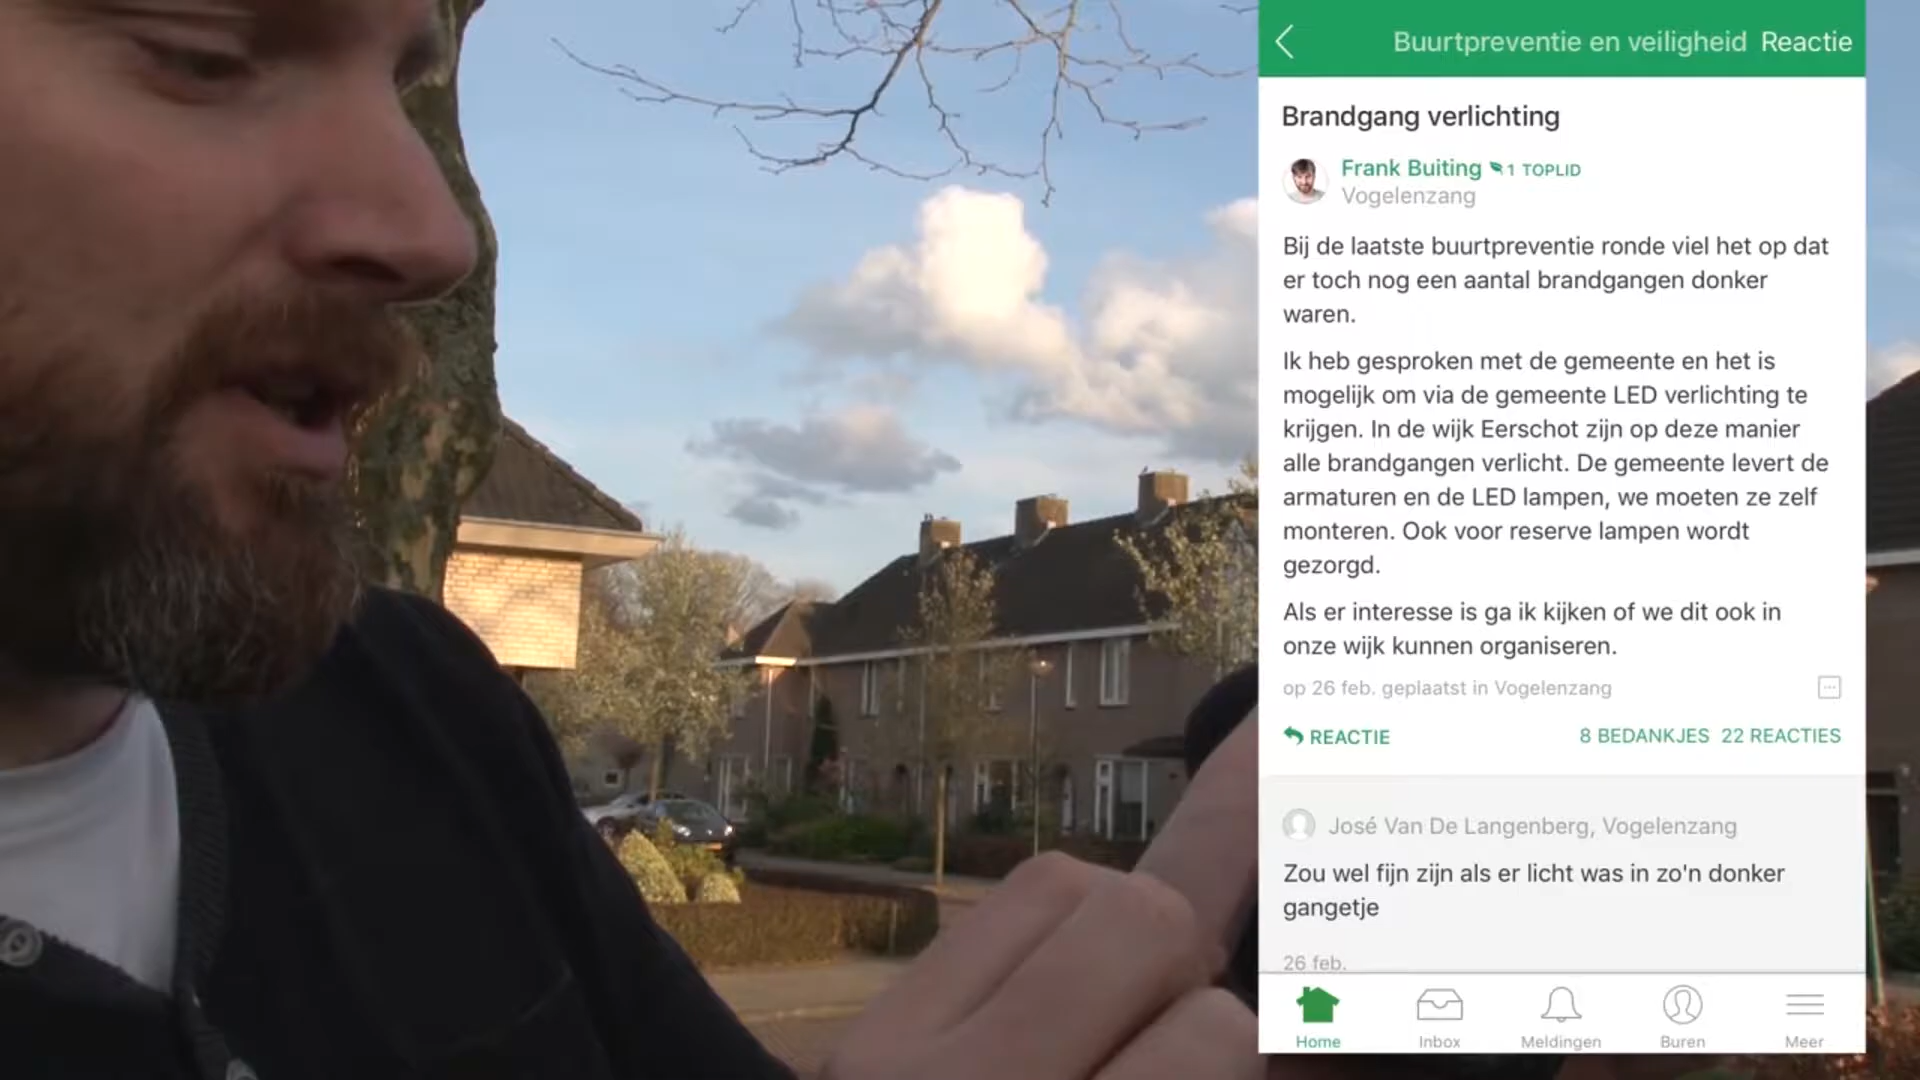 Buurtpreventie en veiligheid Reactie
Brandgang verlichting
Frank Buiting 1 TOPLID
Vogelenzang
Bij de laatste buurtpreventie ronde viel het op dat
er toch nog een aantal brandgangen donker
waren.
Ik heb gesproken met de gemeente en het is
mogelijk om via de gemeente LED verlichting te
krijgen. In de wijk Eerschot zijn op deze manier
alle brandgangen verlicht. De gemeente levert de
armaturen en de LED lampen, we moeten ze zelf
monteren. Ook voor reserve lampen wordt
gezorgd.
Als er interesse is ga ik kijken of we dit ook in
onze wijk kunnen organiseren.
op 26 feb. geplaatst in Vogelenzang
REACTIE 8 BEDANKJES 22 REACTIES
José Van De Langenberg, Vogelenzang
Zou wel fijn zijn als er licht was in zo'n donker
gangetje
26 feb.
Home Inbox Meldingen Buren Meer